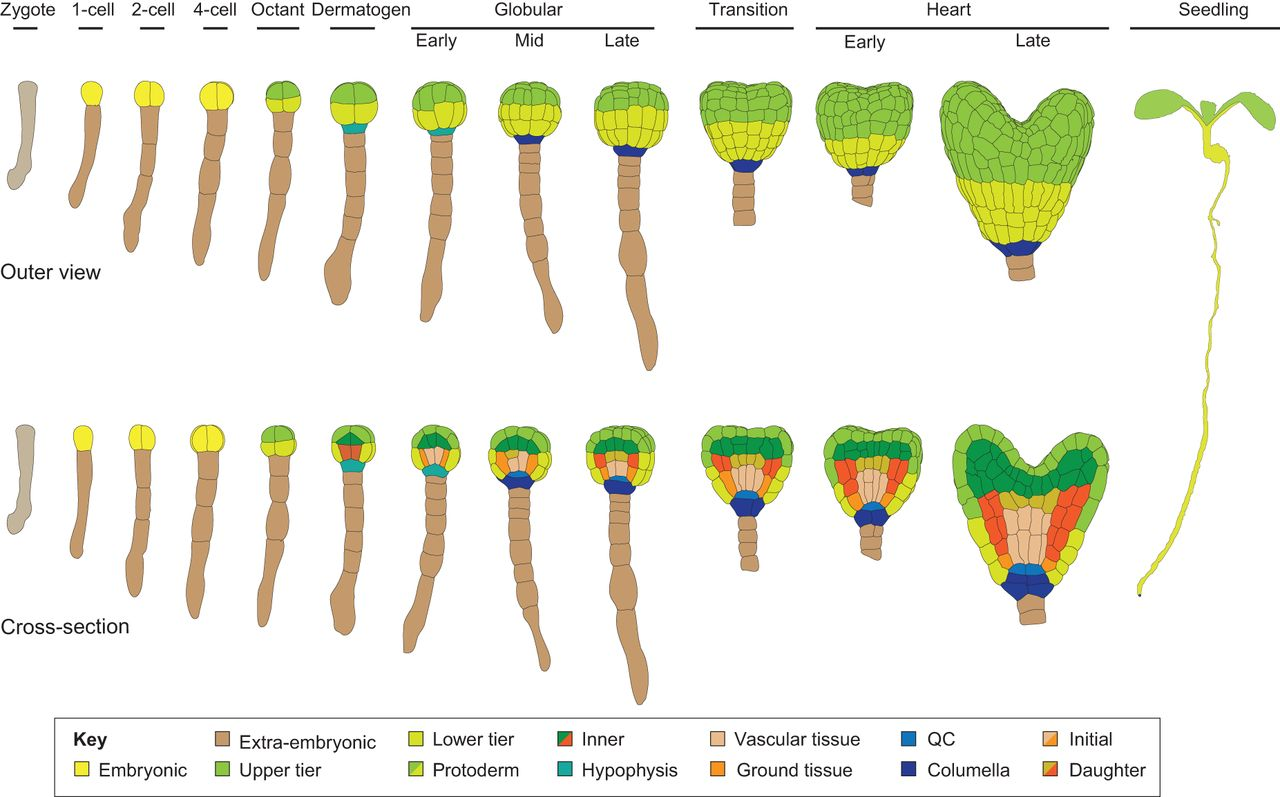 Zygote 1-cell 2-cell 4-cell Octant Dermatogen Globular Transition Heart Seedling
Early Mid Late Early Late
Outer view
Cross-section
Key Extra-embryonic Lower tier Inner Vascular tissue QC Initial
Embryonic Upper tier Protoderm Hypophysis Ground tissue Columella Daughter